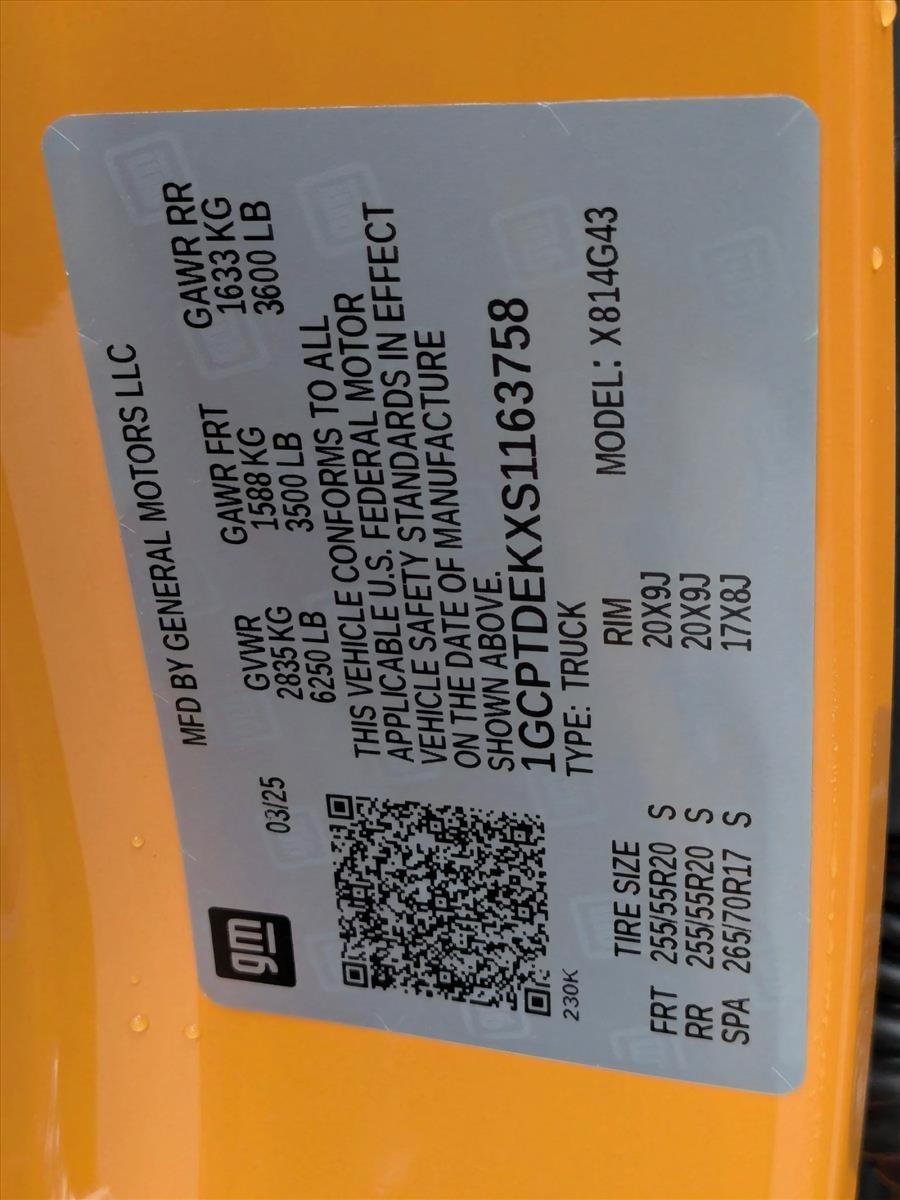 gm
MFD BY GENERAL MOTORS LLC
03/25
GVWR GAWR FRT GAWR RR
2835 KG 1588 KG 1633 KG
6250 LB 3500 LB 3600 LB
THIS VEHICLE CONFORMS TO ALL
APPLICABLE U.S. FEDERAL MOTOR
VEHICLE SAFETY STANDARDS IN EFFECT
ON THE DATE OF MANUFACTURE
SHOWN ABOVE.
1GCPTDEKXS1163758
TYPE: TRUCK MODEL: X814G43
230K
TIRE SIZE RIM
FRT 255/55R20 S 20X9J
RR 255/55R20 S 20X9J
SPA 265/70R17 S 17X8J